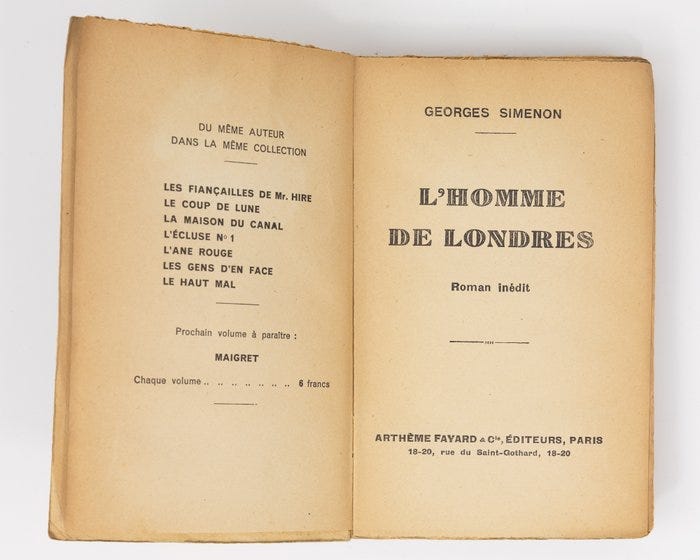 DU MÊME AUTEUR
DANS LA MÊME COLLECTION
LES FIANÇAILLES DE Mr. HIRE
LE COUP DE LUNE
LA MAISON DU CANAL
L'ÉCLUSE No 1
L'ANE ROUGE
LES GENS D'EN FACE
LE HAUT MAL
Prochain volume à paraître :
MAIGRET
Chaque volume .. .. .. .. .. .. .. 6 francs
GEORGES SIMENON
L'HOMME
DE LONDRES
Roman inédit
ARTHÈME FAYARD & Cie, ÉDITEURS, PARIS
18-20, rue du Saint-Gothard, 18-20